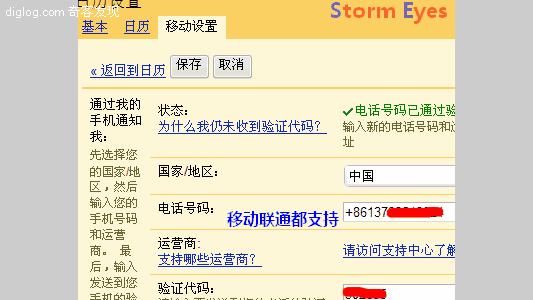 日历设置
diglog.com 奇客发现
Storm Eyes
基本 日历 移动设置
« 返回到日历 保存 取消
通过我的
手机通知
我：
先选择您
的国家/地
区，然后
输入您的
手机号码
和运营
商。 最
后，输入
发送到您
手机的验
状态：
为什么我仍未收到验证代码？
电话号码已通过验
输入新的电话号码和
址
国家/地区：
中国
电话号码：
移动联通都支持
+86137
运营商:
支持哪些运营商？
请访问支持中心了解
验证代码：